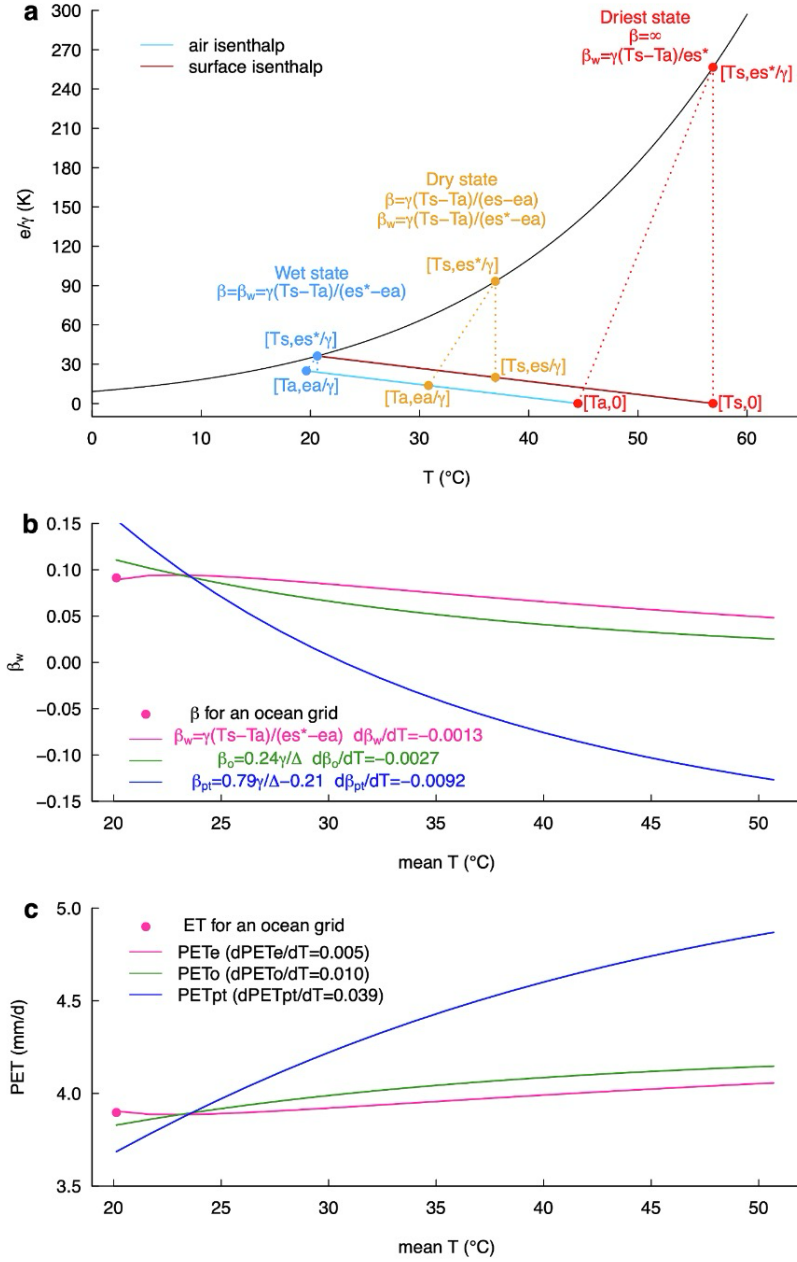 a
300
270
240
210
180
150
120
90
60
30
0
e/γ (K)
air isenthalp
surface isenthalp
Driest state
β=∞
βw=γ(Ts−Ta)/es*
[Ts,es*/γ]
Dry state
β=γ(Ts−Ta)/(es−ea)
βw=γ(Ts−Ta)/(es*−ea)
[Ts,es*/γ]
Wet state
β=βw=γ(Ts−Ta)/(es*−ea)
[Ts,es*/γ]
[Ta,ea/γ]
[Ts,es/γ]
[Ta,ea/γ]
[Ta,0]
[Ts,0]
0 10 20 30 40 50 60
T (°C)
b
0.15
0.10
0.05
0.00
−0.05
−0.10
−0.15
βw
β for an ocean grid
βw=γ(Ts−Ta)/(es*−ea) dβw/dT=−0.0013
βo=0.24γ/Δ dβo/dT=−0.0027
βpt=0.79γ/Δ−0.21 dβpt/dT=−0.0092
20 25 30 35 40 45 50
mean T (°C)
c
5.0
4.5
4.0
3.5
PET (mm/d)
ET for an ocean grid
PETe (dPETe/dT=0.005)
PETo (dPETo/dT=0.010)
PETpt (dPETpt/dT=0.039)
20 25 30 35 40 45 50
mean T (°C)